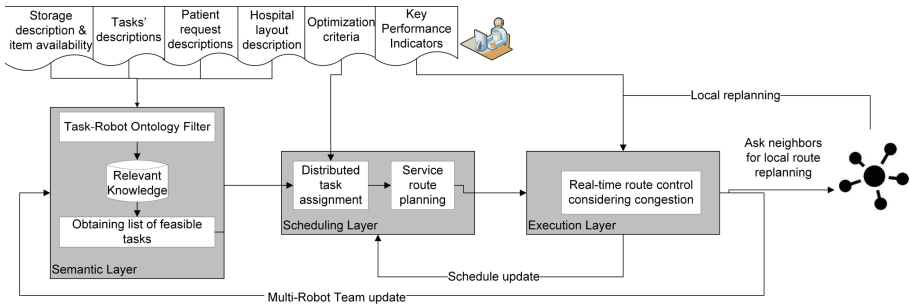 Storage
description &
item availability
Tasks'
descriptions
Patient
request
descriptions
Hospital
layout
description
Optimization
criteria
Key
Performance
Indicators
Local replanning
Task-Robot Ontology Filter
Relevant
Knowledge
Obtaining list of feasible
tasks
Semantic Layer
Distributed
task
assignment
Service
route
planning
Scheduling Layer
Real-time route control
considering congestion
Execution Layer
Ask neighbors
for local route
replanning
Schedule update
Multi-Robot Team update